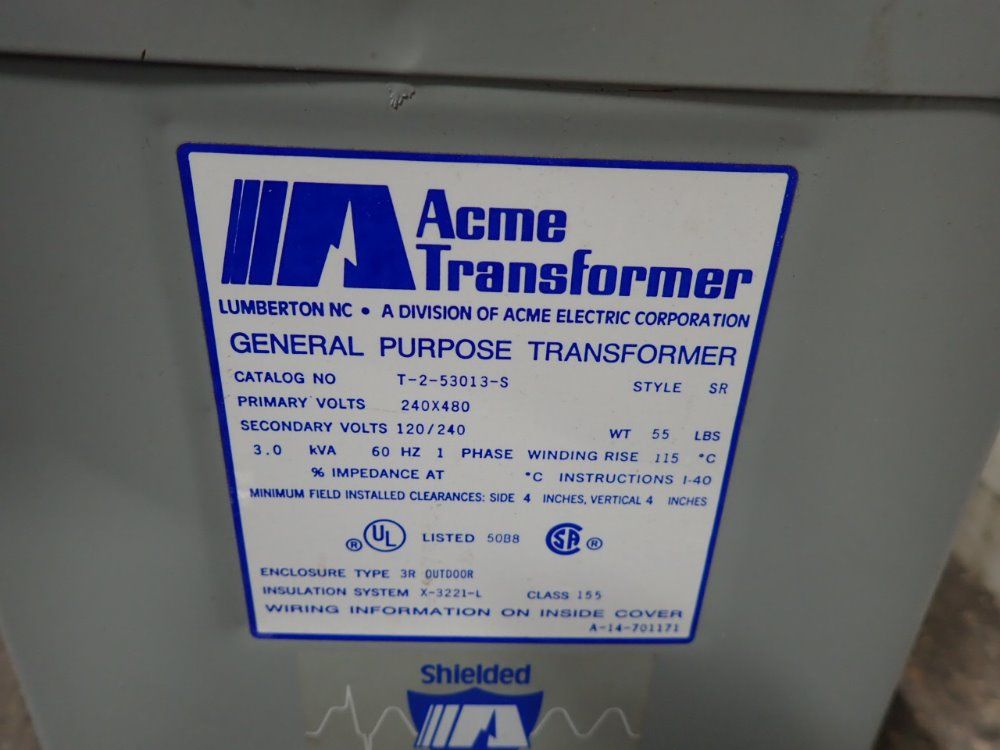 Acme
Transformer
LUMBERTON NC • A DIVISION OF ACME ELECTRIC CORPORATION
GENERAL PURPOSE TRANSFORMER
CATALOG NO T-2-53013-S STYLE SR
PRIMARY VOLTS 240X480
SECONDARY VOLTS 120/240 WT 55 LBS
3.0 kVA 60 HZ 1 PHASE WINDING RISE 115 °C
% IMPEDANCE AT °C INSTRUCTIONS I-40
MINIMUM FIELD INSTALLED CLEARANCES: SIDE 4 INCHES, VERTICAL 4 INCHES
® UL LISTED 50B8 SA ®
ENCLOSURE TYPE 3R OUTDOOR
INSULATION SYSTEM X-3221-L CLASS 155
WIRING INFORMATION ON INSIDE COVER
A-14-701171
Shielded